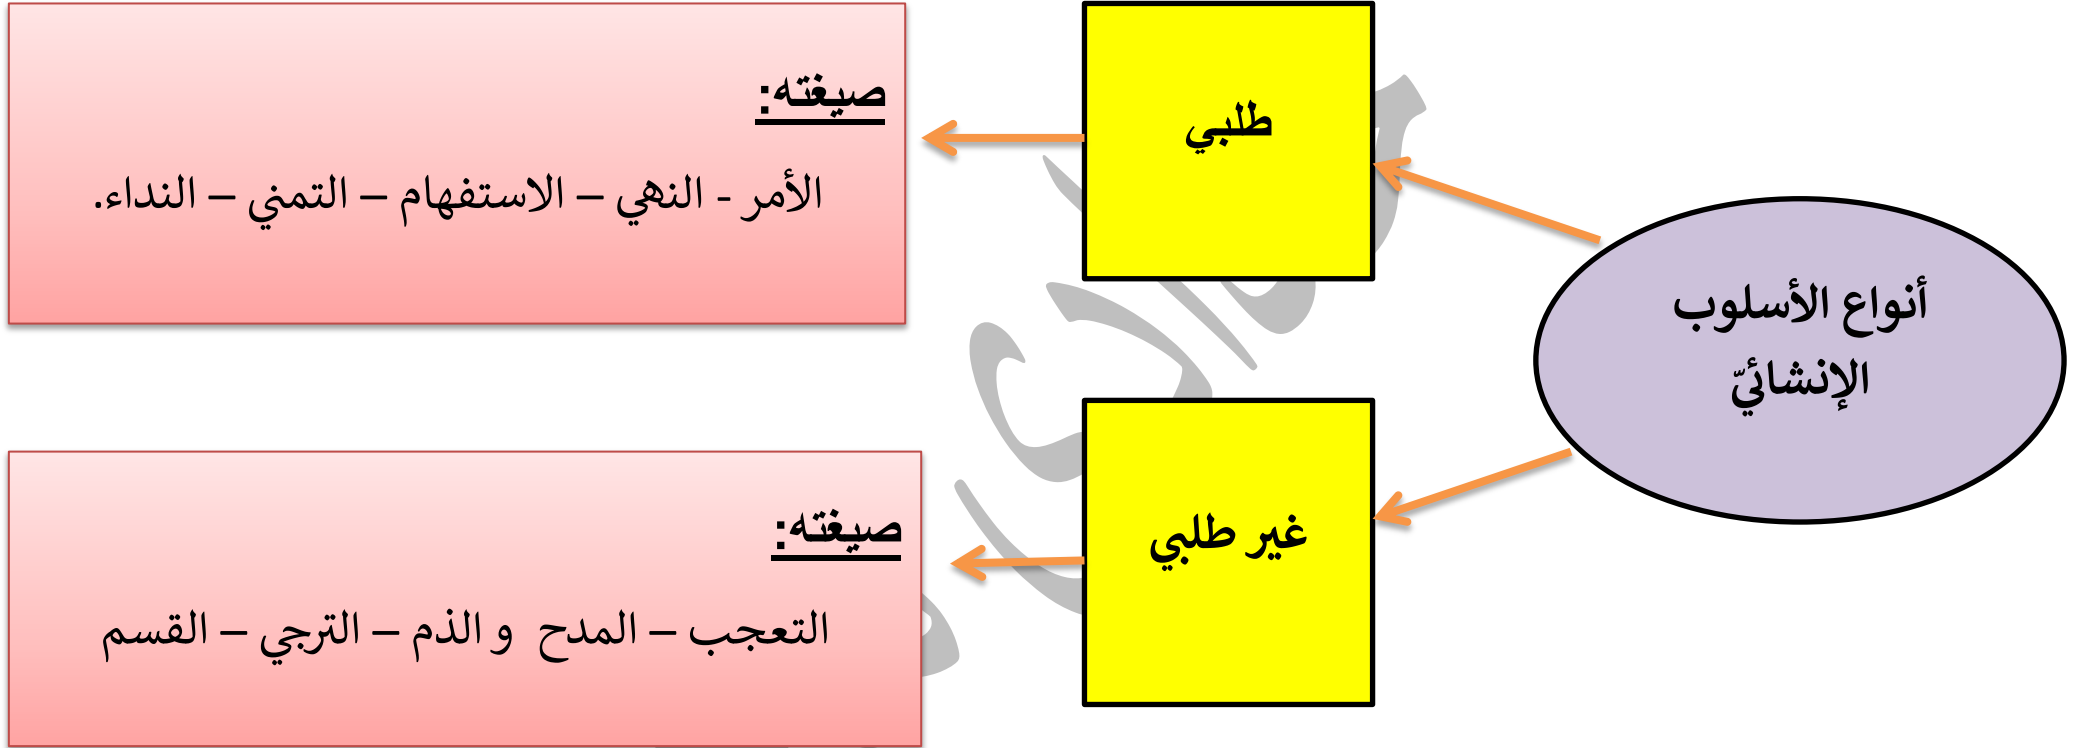 أنواع الأسلوب
الإنشائيّ
طلبي
صيغته:
الأمر - النهي – الاستفهام – التمني – النداء.
غير طلبي
صيغته:
التعجب – المدح و الذم – الترجي – القسم